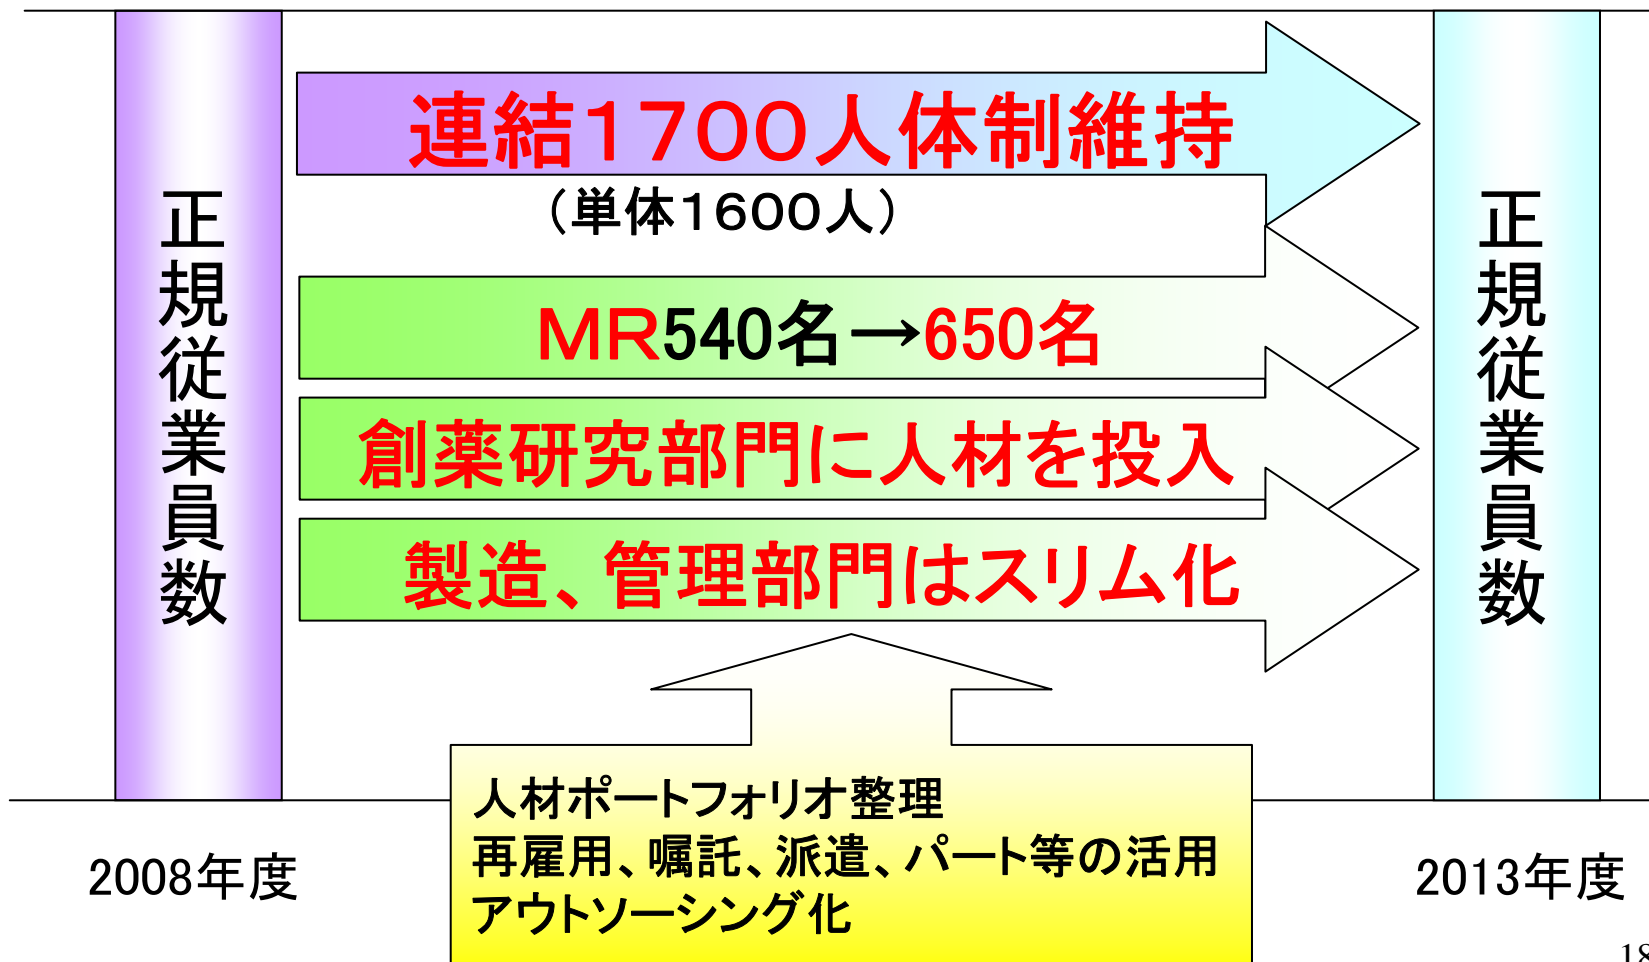 連結1700人体制維持
（単体1600人）
正規従業員数
MR540名→650名
創薬研究部門に人材を投入
製造、管理部門はスリム化
正規従業員数
人材ポートフォリオ整理
再雇用、嘱託、派遣、パート等の活用
アウトソーシング化
2008年度
2013年度
18